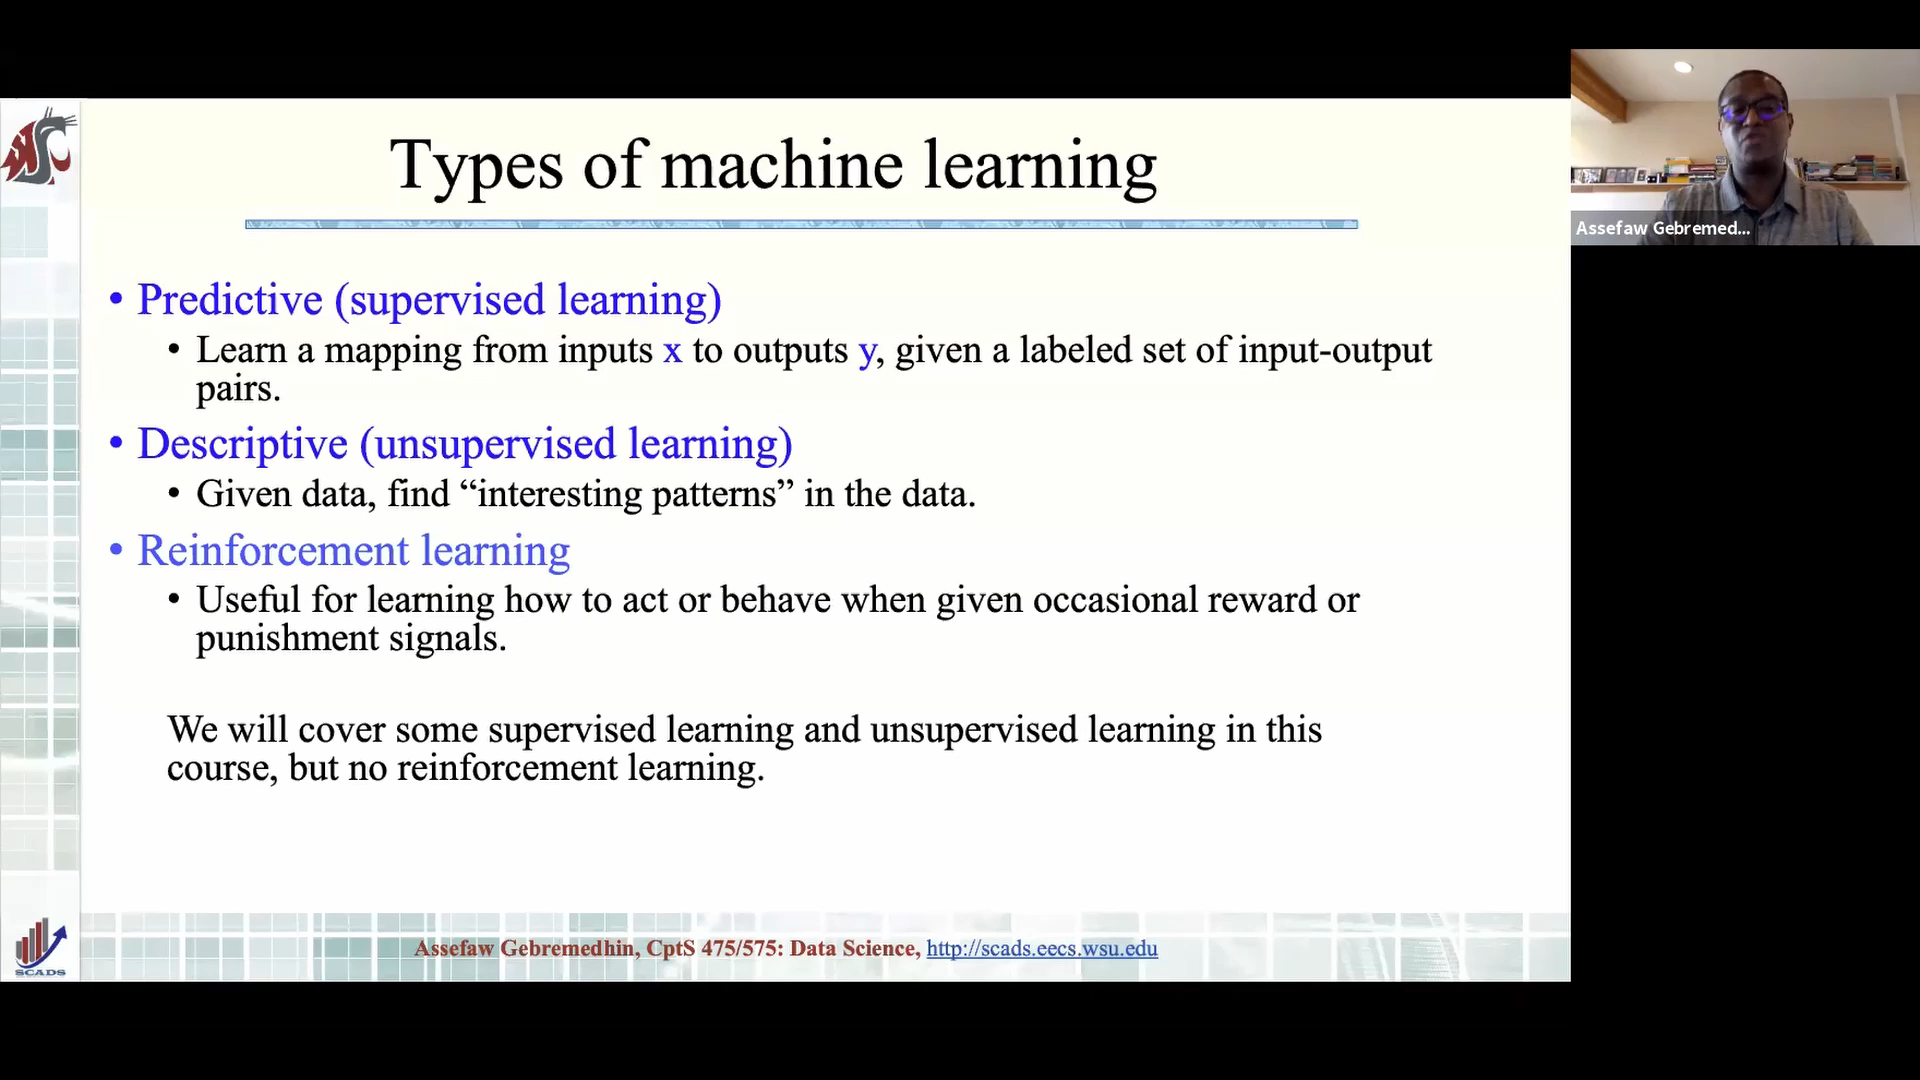 Types of machine learning
Assefaw Gebremed...
• Predictive (supervised learning)
• Learn a mapping from inputs x to outputs y, given a labeled set of input-output
pairs.
• Descriptive (unsupervised learning)
• Given data, find “interesting patterns” in the data.
• Reinforcement learning
• Useful for learning how to act or behave when given occasional reward or
punishment signals.
We will cover some supervised learning and unsupervised learning in this
course, but no reinforcement learning.
SCADS
Assefaw Gebremedhin, CptS 475/575: Data Science, http://scads.eecs.wsu.edu